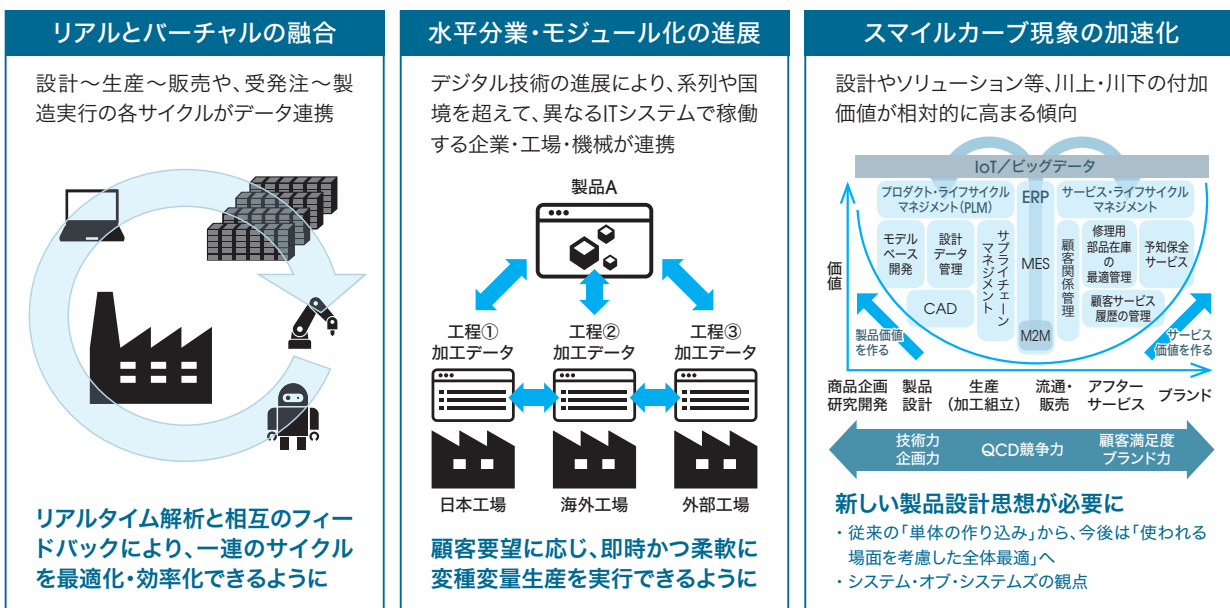 リアルとバーチャルの融合
設計～生産～販売や、受発注～製
造実行の各サイクルがデータ連携
リアルタイム解析と相互のフィー
ドバックにより、一連のサイクル
を最適化・効率化できるように
水平分業・モジュール化の進展
デジタル技術の進展により、系列や国
境を超えて、異なるITシステムで稼働
する企業・工場・機械が連携
製品A
工程①
加工データ
工程②
加工データ
工程③
加工データ
日本工場
海外工場
外部工場
顧客要望に応じ、即時かつ柔軟に
変種変量生産を実行できるように
スマイルカーブ現象の加速化
設計やソリューション等、川上・川下の付加
価値が相対的に高まる傾向
IoT／ビッグデータ
プロダクト・ライフサイクル
マネジメント（PLM）
ERP
サービス・ライフサイクル
マネジメント
モデル
ベース
開発
設計
データ
管理
サプライチェーン
マネジメント
MES
顧客関係管理
修理用
部品在庫
の
最適管理
予知保全
サービス
CAD
顧客サービス
履歴の管理
M2M
価値
製品価値
を作る
サービス
価値を作る
商品企画
研究開発
製品
設計
生産
（加工組立）
流通・
販売
アフター
サービス
ブランド
技術力
企画力
QCD競争力
顧客満足度
ブランド力
新しい製品設計思想が必要に
・従来の「単体の作り込み」から、今後は「使われる
場面を考慮した全体最適」へ
・システム・オブ・システムズの観点